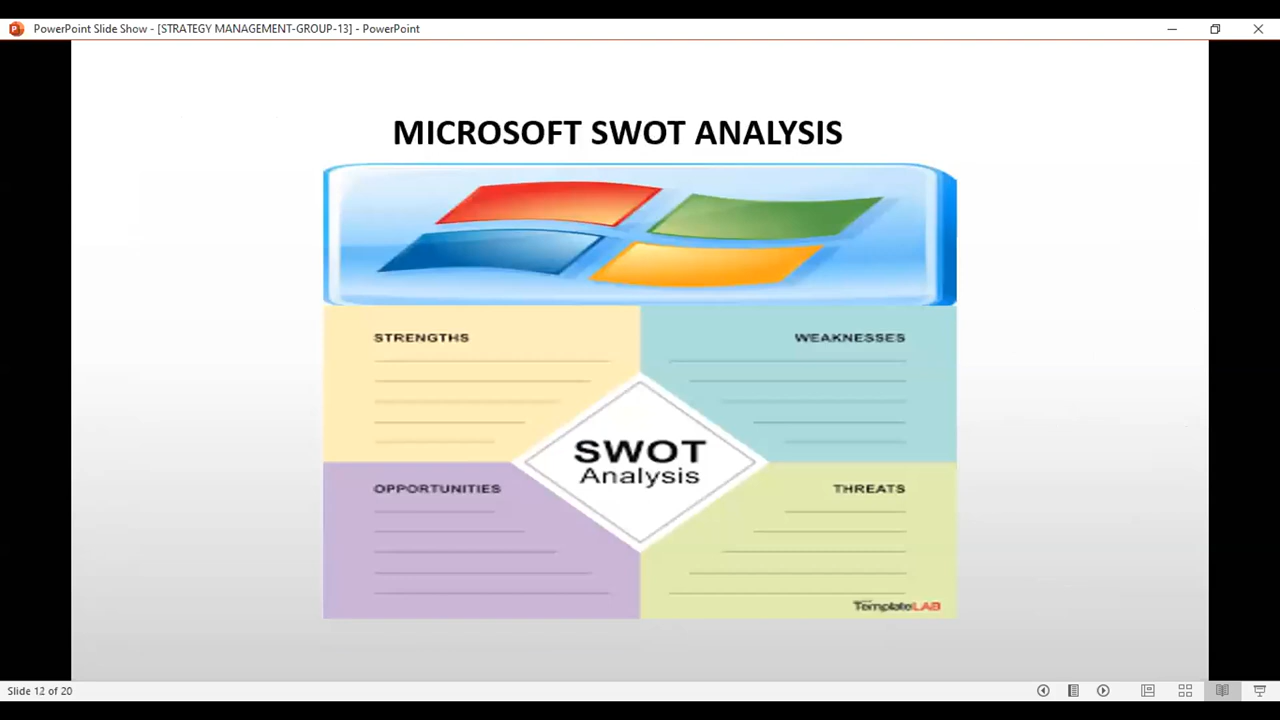 PowerPoint Slide Show - [STRATEGY MANAGEMENT-GROUP-13] - PowerPoint
MICROSOFT SWOT ANALYSIS
STRENGTHS
WEAKNESSES
SWOT
Analysis
OPPORTUNITIES
THREATS
TemplateLAB
Slide 12 of 20